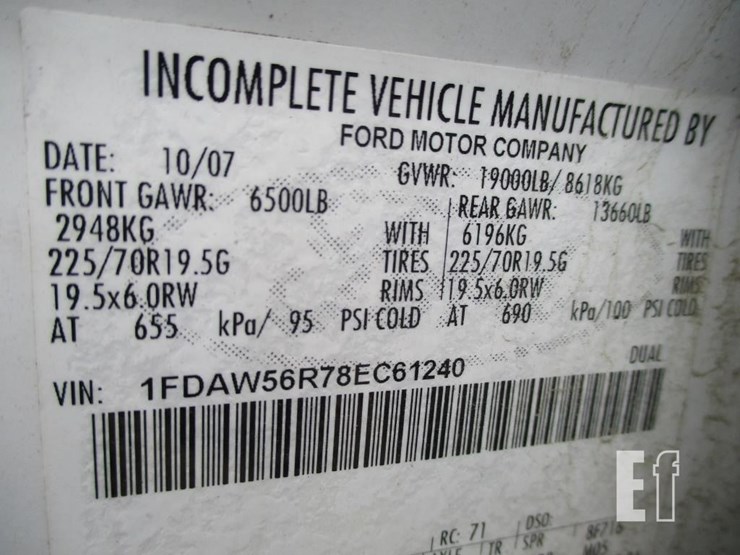 INCOMPLETE VEHICLE MANUFACTURED BY
FORD MOTOR COMPANY
DATE: 10/07 GVWR: 19000LB/ 8618KG
FRONT GAWR: 6500LB REAR GAWR: 13660LB
2948KG WITH 6196KG WITH
225/70R19.5G TIRES 225/70R19.5G TIRES
19.5x6.0RW RIMS 19.5x6.0RW RIMS
AT 655 kPa/ 95 PSI COLD AT 690 kPa/100 PSI COLD
DUAL
VIN: 1FDAW56R78EC61240
Ef
RC: 71 DSO:
TR SPR